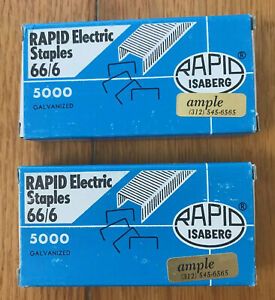 RAPID Electric
Staples
66/6
5000
GALVANIZED
RAPID ®
ISABERG
ample
(312) 545-6565
RAPID Electric
Staples
66/6
5000
GALVANIZED
RAPID ®
ISABERG
ample
(312) 545-6565